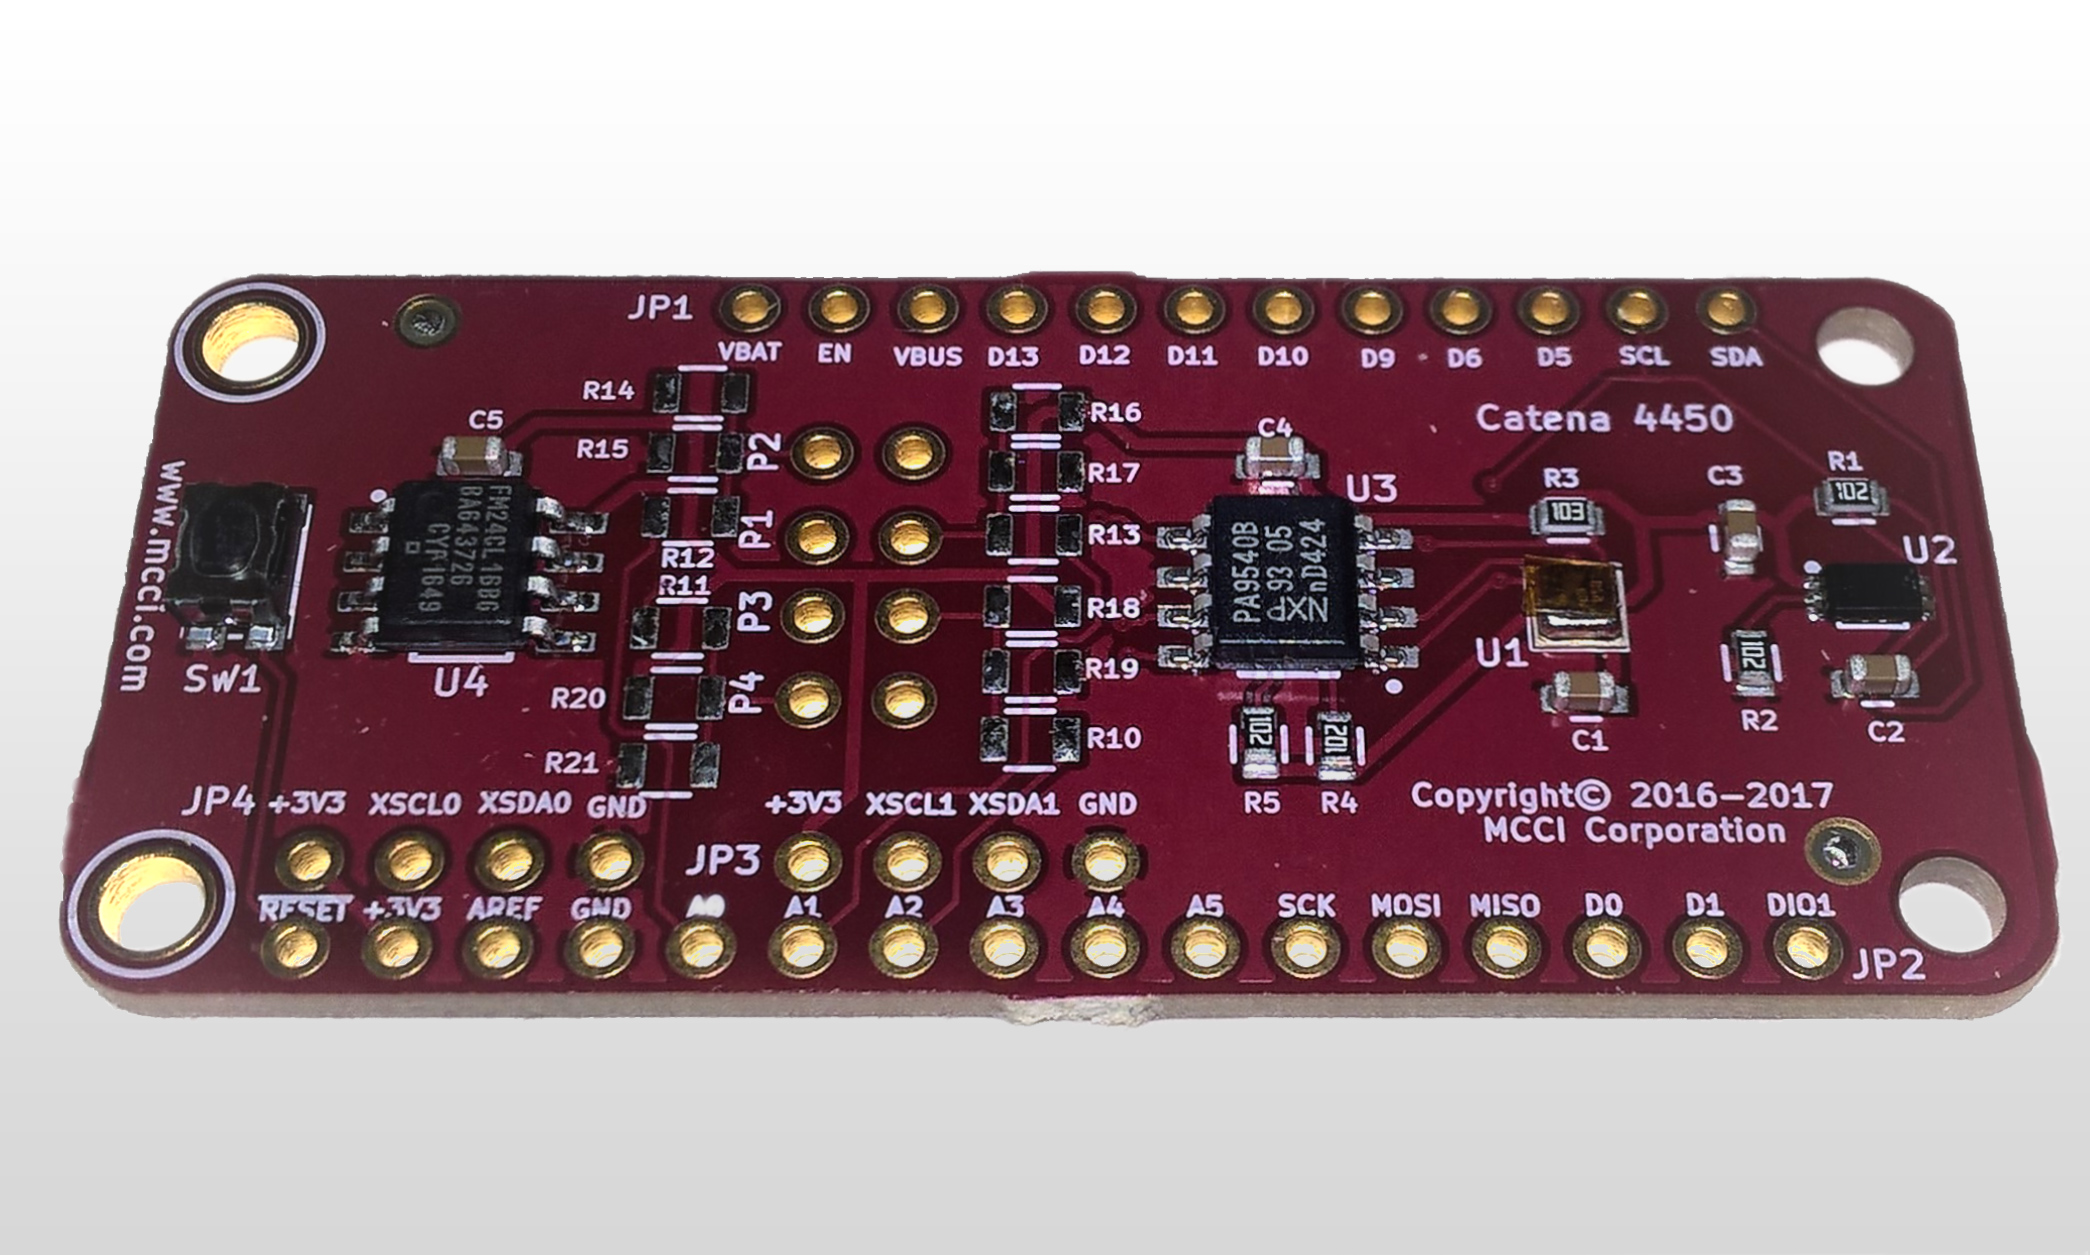 JP1
VBAT EN VBUS D13 D12 D11 D10 D9 D6 D5 SCL SDA
R14
R16
Catena 4450
C5
C4
R15
P2
R17
R3
C3
R1
U3
103
102
www.mcci.com
FM24CL16BG
BA643726
CYP1649
P1
R13
PA9540B
93 05
nD424
R12
R11
U2
P3
R18
U1
SW1
U4
R20
P4
R19
102
R2
C1
C2
R21
R10
102
102
R5
R4
JP4 +3V3 XSCL0 XSDA0 GND
+3V3 XSCL1 XSDA1 GND
Copyright© 2016-2017
MCCI Corporation
JP3
RESET +3V3 AREF GND A0 A1 A2 A3 A4 A5 SCK MOSI MISO D0 D1 DIO1
JP2